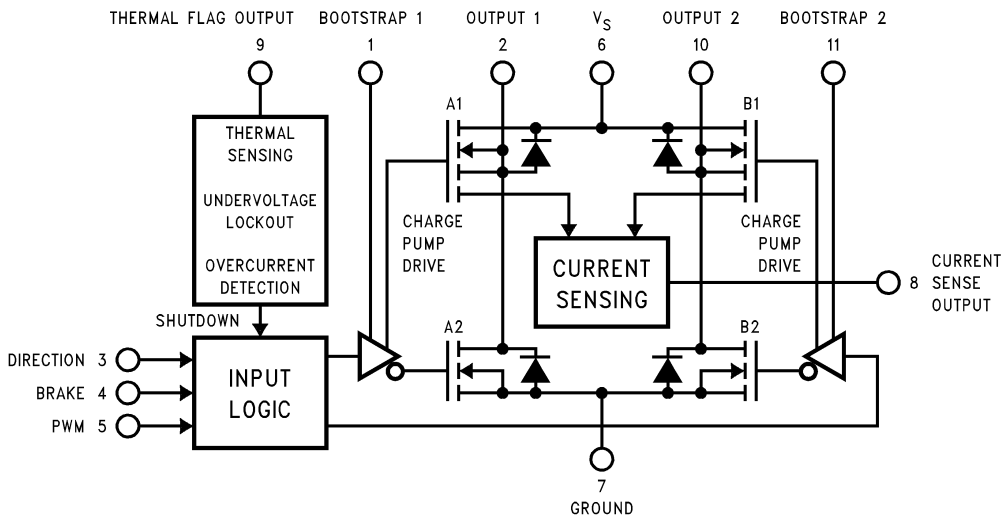 THERMAL FLAG OUTPUT
9
BOOTSTRAP 1
1
OUTPUT 1
2
VS
6
OUTPUT 2
10
BOOTSTRAP 2
11
THERMAL
SENSING
UNDERVOLTAGE
LOCKOUT
OVERCURRENT
DETECTION
A1
B1
CHARGE
PUMP
DRIVE
CURRENT
SENSING
CHARGE
PUMP
DRIVE
8
CURRENT
SENSE
OUTPUT
SHUTDOWN
A2
B2
DIRECTION 3
BRAKE 4
PWM 5
INPUT
LOGIC
7
GROUND